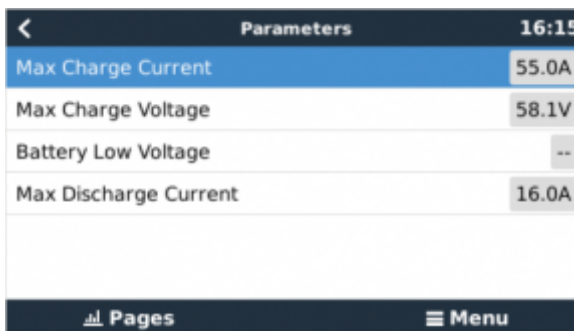 Parameters 16:15
Max Charge Current 55.0A
Max Charge Voltage 58.1V
Battery Low Voltage --
Max Discharge Current 16.0A
Pages Menu